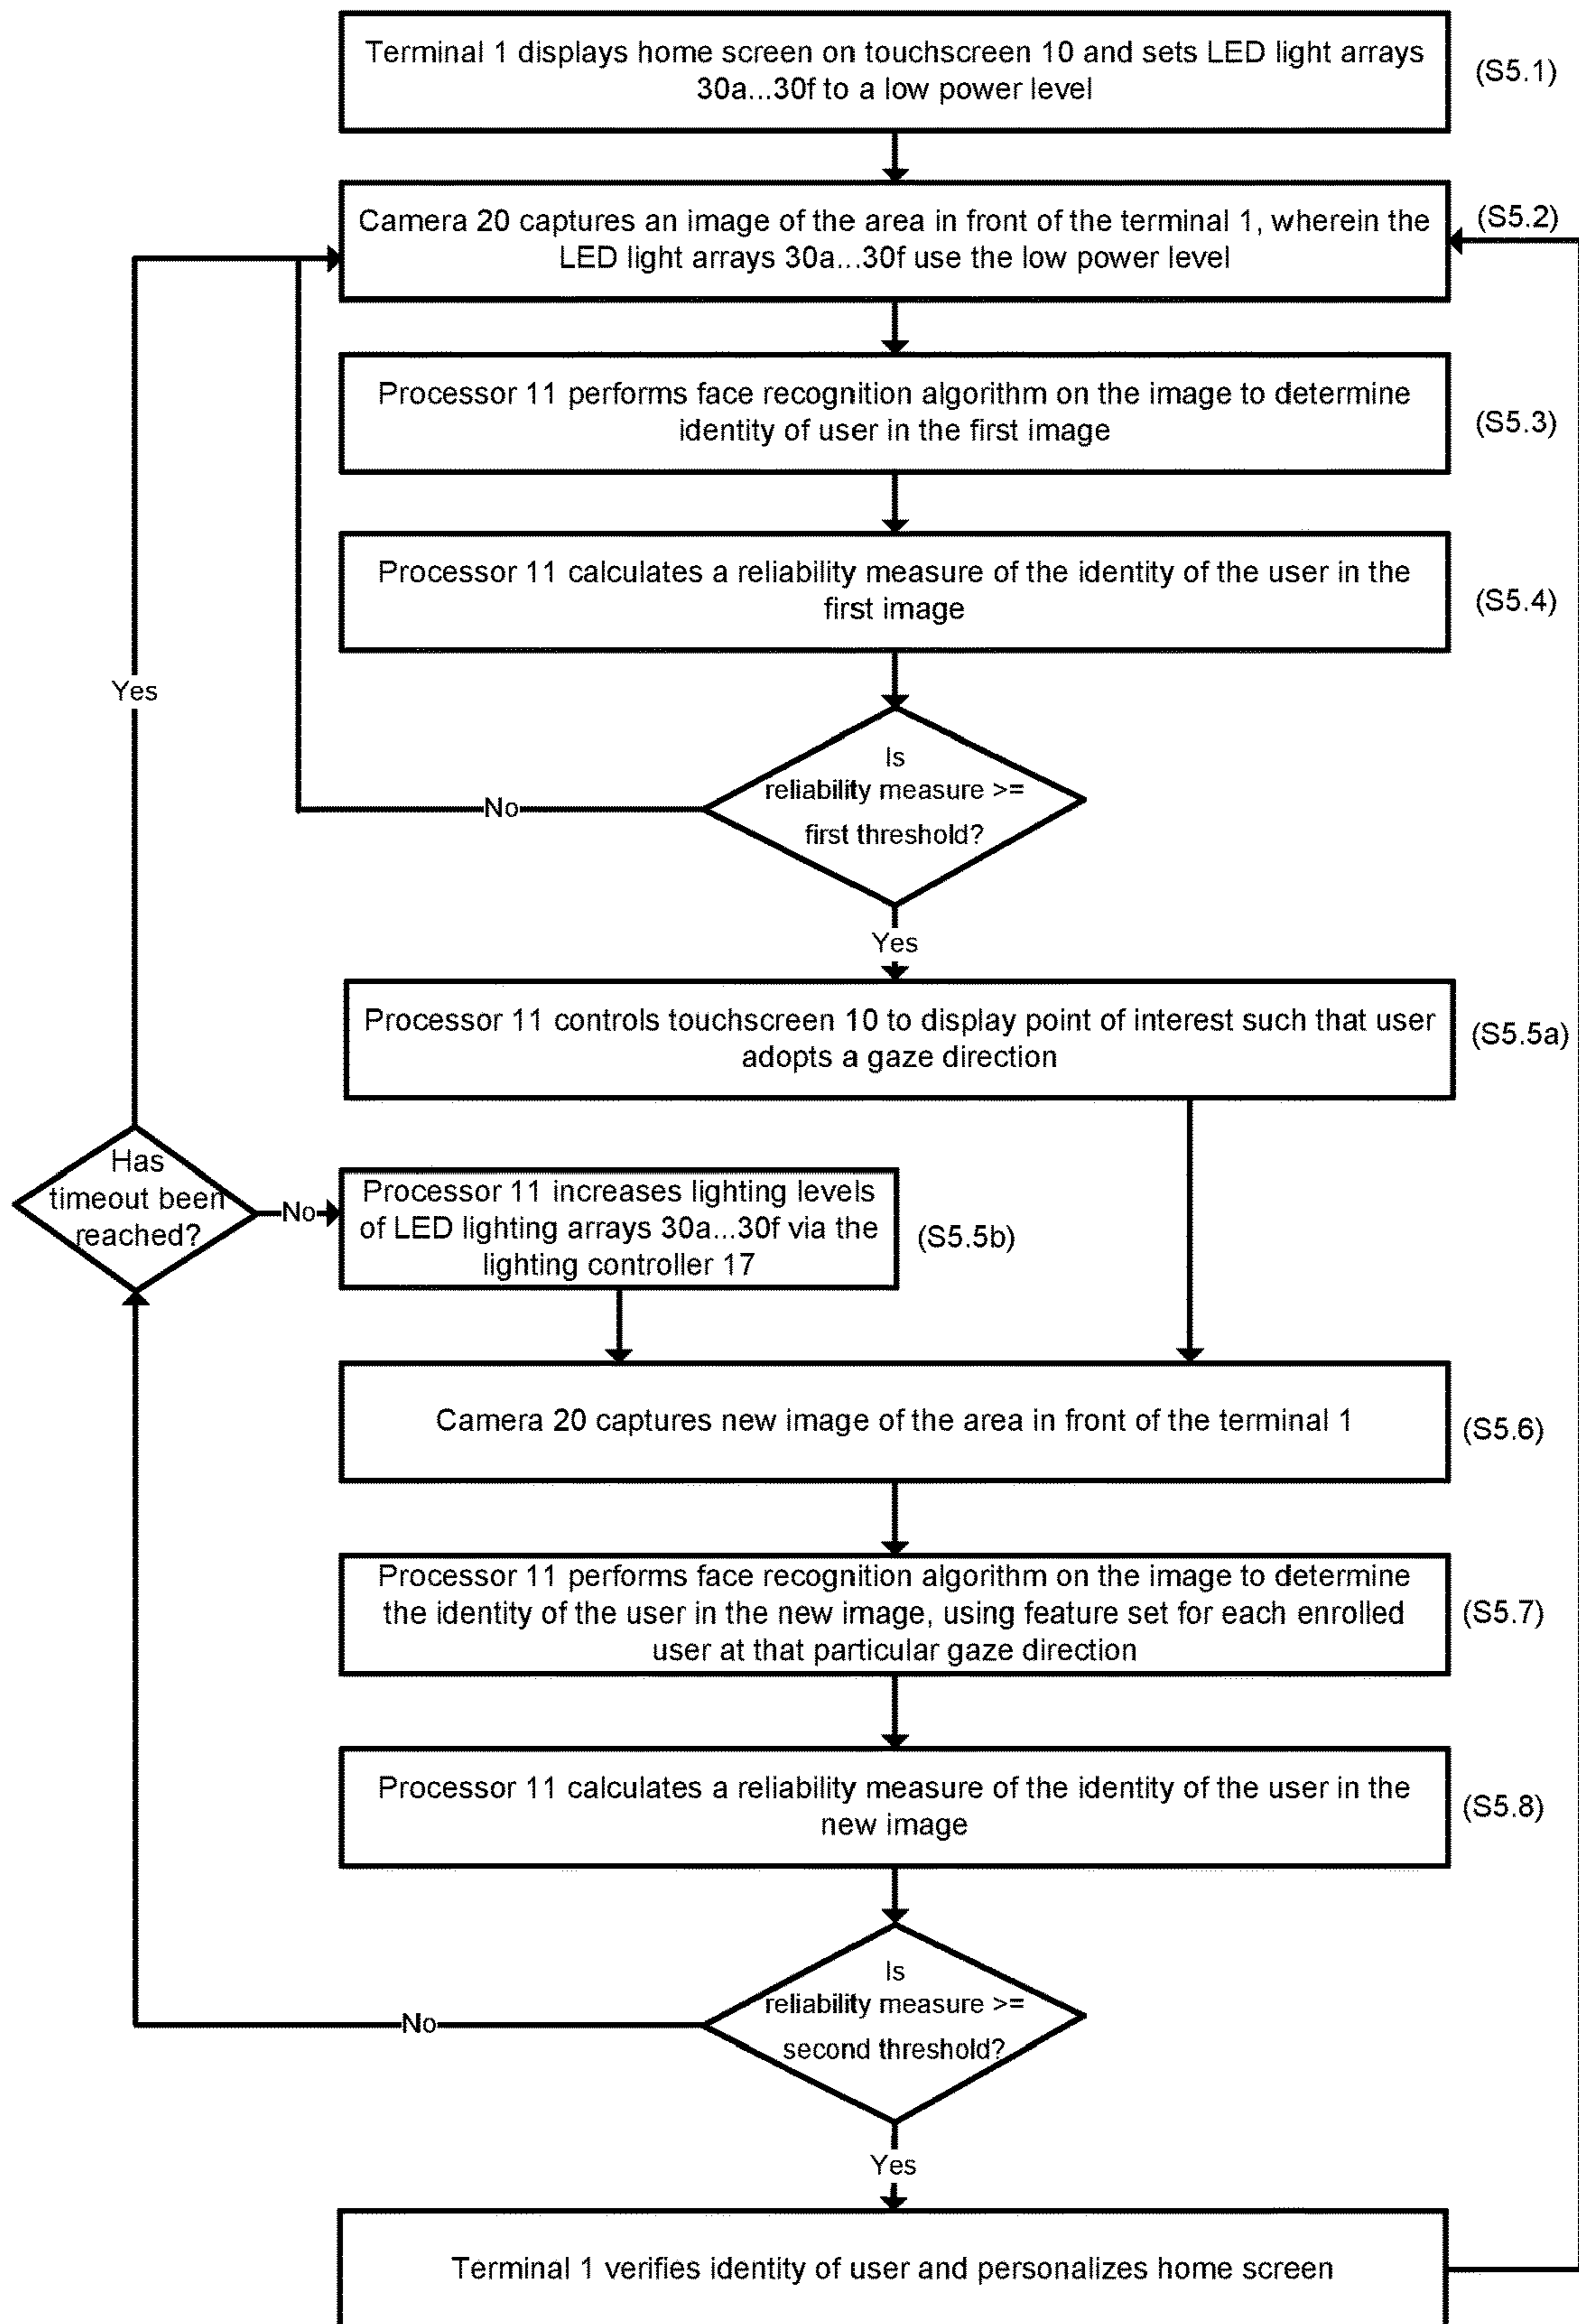 Terminal 1 displays home screen on touchscreen 10 and sets LED light arrays
30a...30f to a low power level
(S5.1)
Camera 20 captures an image of the area in front of the terminal 1, wherein the
LED light arrays 30a...30f use the low power level
(S5.2)
Processor 11 performs face recognition algorithm on the image to determine
identity of user in the first image
(S5.3)
Processor 11 calculates a reliability measure of the identity of the user in the
first image
(S5.4)
Yes
Is
reliability measure >=
first threshold?
No
Yes
Processor 11 controls touchscreen 10 to display point of interest such that user
adopts a gaze direction
(S5.5a)
Has
timeout been
reached?
No
Processor 11 increases lighting levels
of LED lighting arrays 30a...30f via the
lighting controller 17
(S5.5b)
Camera 20 captures new image of the area in front of the terminal 1
(S5.6)
Processor 11 performs face recognition algorithm on the image to determine
the identity of the user in the new image, using feature set for each enrolled
user at that particular gaze direction
(S5.7)
Processor 11 calculates a reliability measure of the identity of the user in the
new image
(S5.8)
Is
reliability measure >=
second threshold?
No
Yes
Terminal 1 verifies identity of user and personalizes home screen